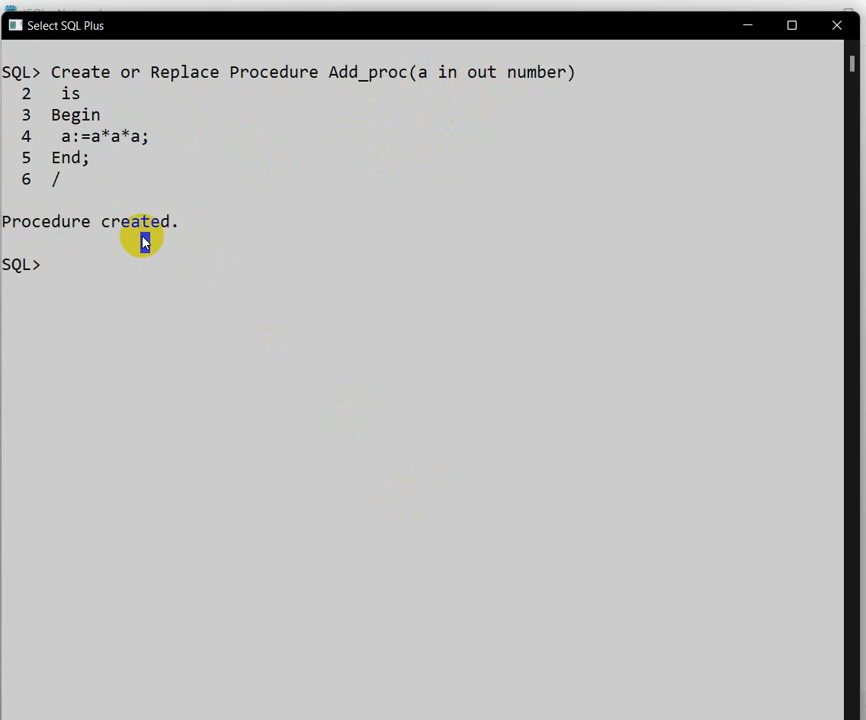 Select SQL Plus
SQL> Create or Replace Procedure Add_proc(a in out number)
2 is
3 Begin
4 a:=a*a*a;
5 End;
6 /
Procedure created.
SQL>